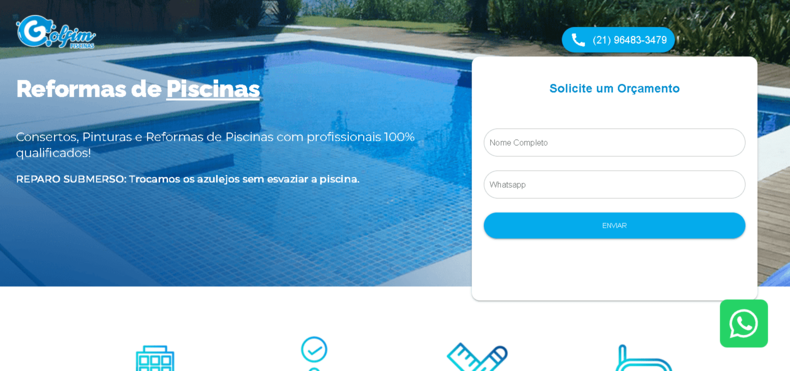 Golfim
PISCINAS
(21) 96483-3479
Reformas de Piscinas
Consertos, Pinturas e Reformas de Piscinas com profissionais 100%
qualificados!
REPARO SUBMERSO: Trocamos os azulejos sem esvaziar a piscina.
Solicite um Orçamento
Nome Completo
Whatsapp
ENVIAR